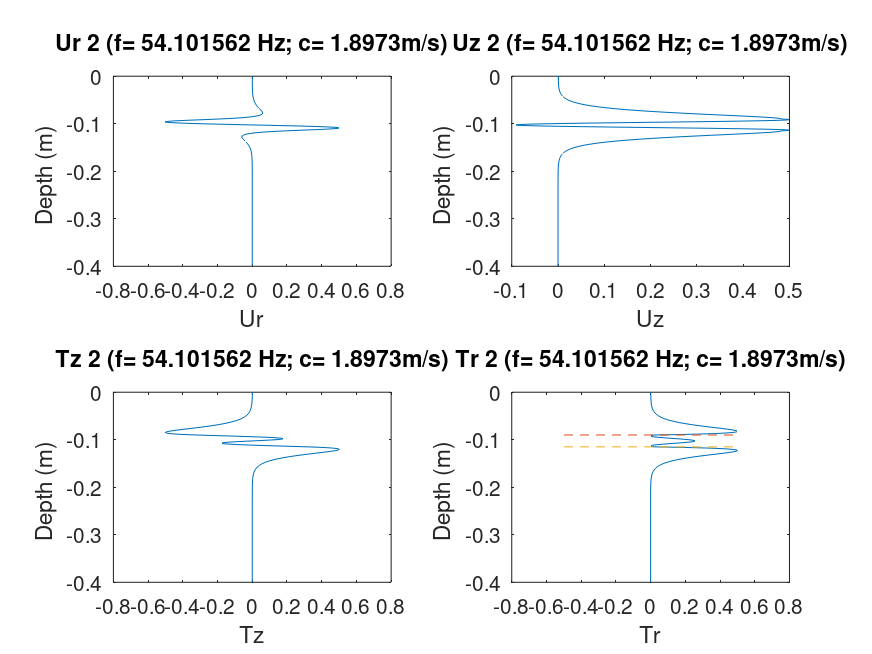 Ur 2 (f= 54.101562 Hz; c= 1.8973m/s)
Uz 2 (f= 54.101562 Hz; c= 1.8973m/s)
0
-0.1
-0.2
-0.3
-0.4
Depth (m)
-0.8 -0.6 -0.4 -0.2 0 0.2 0.4 0.6 0.8
Ur
0
-0.1
-0.2
-0.3
-0.4
Depth (m)
-0.1 0 0.1 0.2 0.3 0.4 0.5
Uz
Tz 2 (f= 54.101562 Hz; c= 1.8973m/s)
Tr 2 (f= 54.101562 Hz; c= 1.8973m/s)
0
-0.1
-0.2
-0.3
-0.4
Depth (m)
-0.8 -0.6 -0.4 -0.2 0 0.2 0.4 0.6 0.8
Tz
0
-0.1
-0.2
-0.3
-0.4
Depth (m)
-0.8 -0.6 -0.4 -0.2 0 0.2 0.4 0.6 0.8
Tr